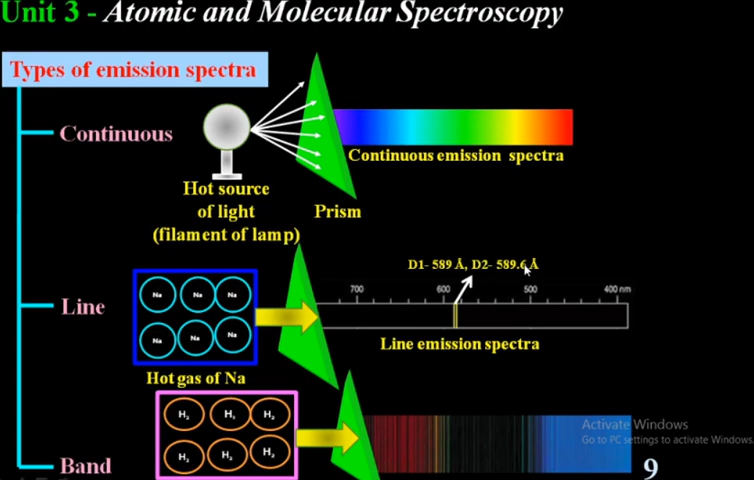 Unit 3 - Atomic and Molecular Spectroscopy
Types of emission spectra
Continuous
Continuous emission spectra
Hot source
of light
(filament of lamp)
Prism
D1- 589 Å, D2- 589.6 Å
700 600 500 400 nm
Line
Na Na Na
Na Na Na
Line emission spectra
Hot gas of Na
H₂ H₂ H₂
H₂ H₂ H₂
Band
Activate Windows
Go to PC settings to activate Windows.
9